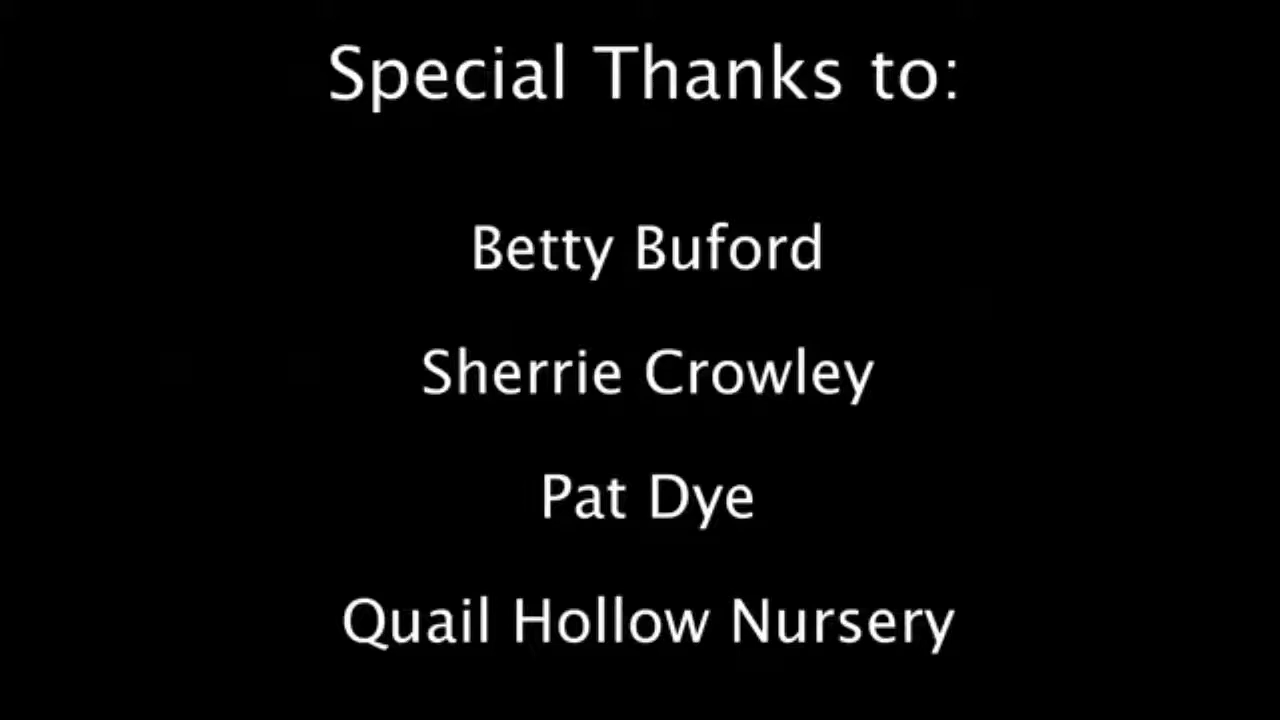 Special Thanks to:
Betty Buford
Sherrie Crowley
Pat Dye
Quail Hollow Nursery